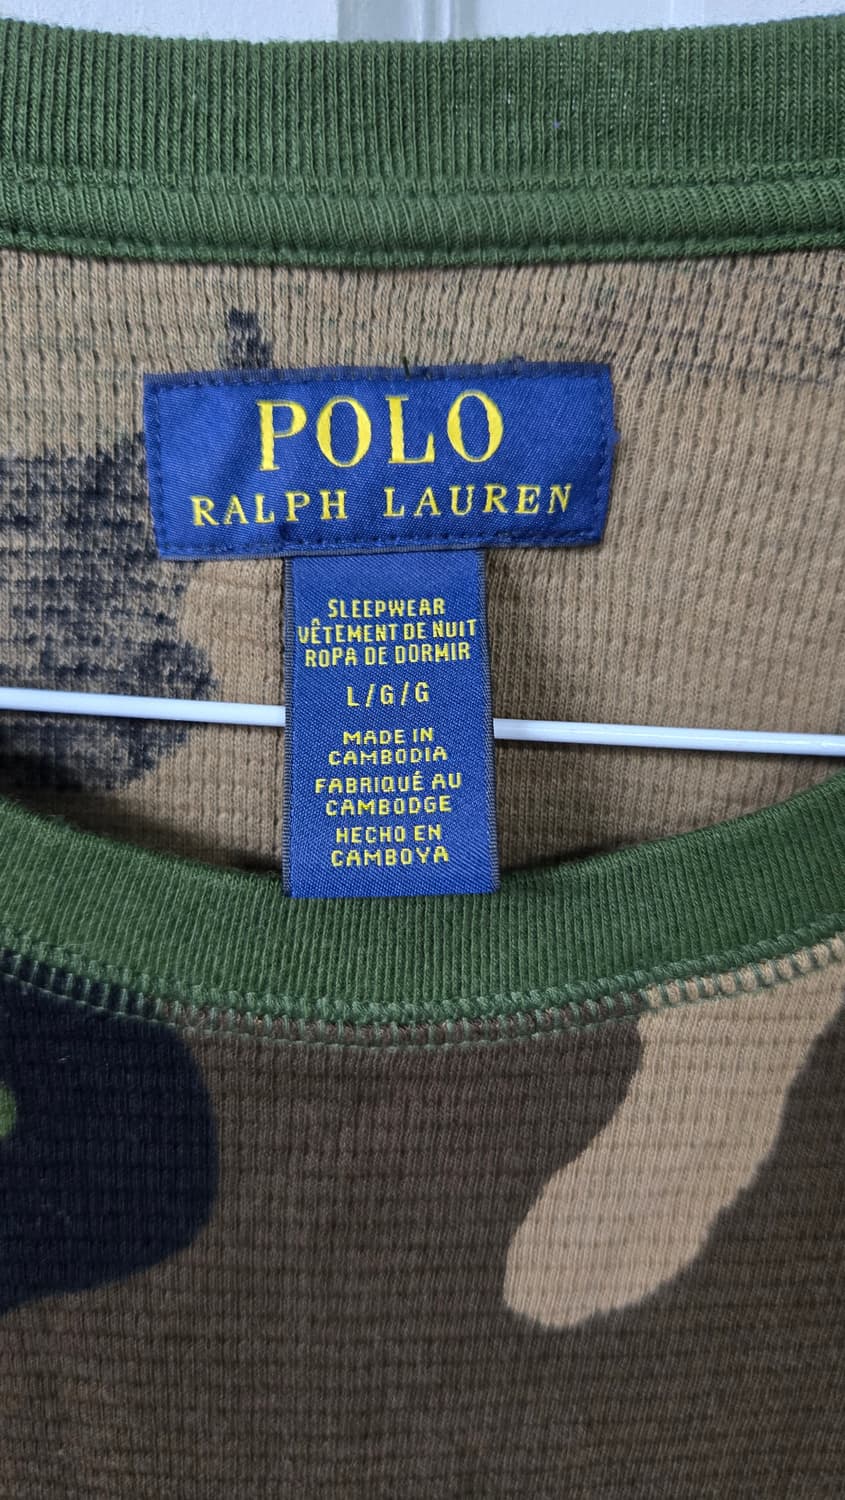 POLO
RALPH LAUREN
SLEEPWEAR
VÊTEMENT DE NUIT
ROPA DE DORMIR
L/G/G
MADE IN
CAMBODIA
FABRIQUÉ AU
CAMBODGE
HECHO EN
CAMBOYA